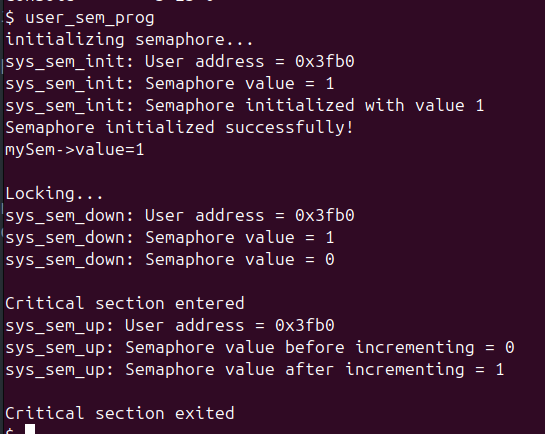 $ user_sem_prog
initializing semaphore...
sys_sem_init: User address = 0x3fb0
sys_sem_init: Semaphore value = 1
sys_sem_init: Semaphore initialized with value 1
Semaphore initialized successfully!
mySem->value=1
Locking...
sys_sem_down: User address = 0x3fb0
sys_sem_down: Semaphore value = 1
sys_sem_down: Semaphore value = 0
Critical section entered
sys_sem_up: User address = 0x3fb0
sys_sem_up: Semaphore value before incrementing = 0
sys_sem_up: Semaphore value after incrementing = 1
Critical section exited
$